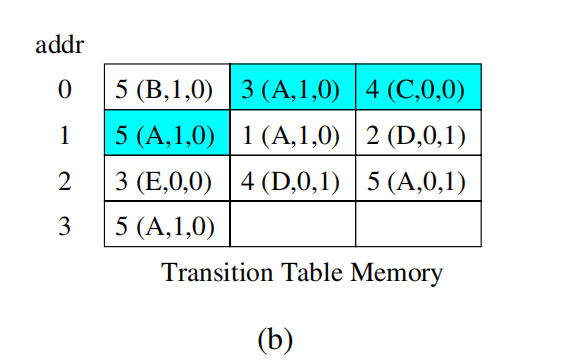 addr
0 5 (B,1,0) 3 (A,1,0) 4 (C,0,0)
1 5 (A,1,0) 1 (A,1,0) 2 (D,0,1)
2 3 (E,0,0) 4 (D,0,1) 5 (A,0,1)
3 5 (A,1,0)
Transition Table Memory
(b)